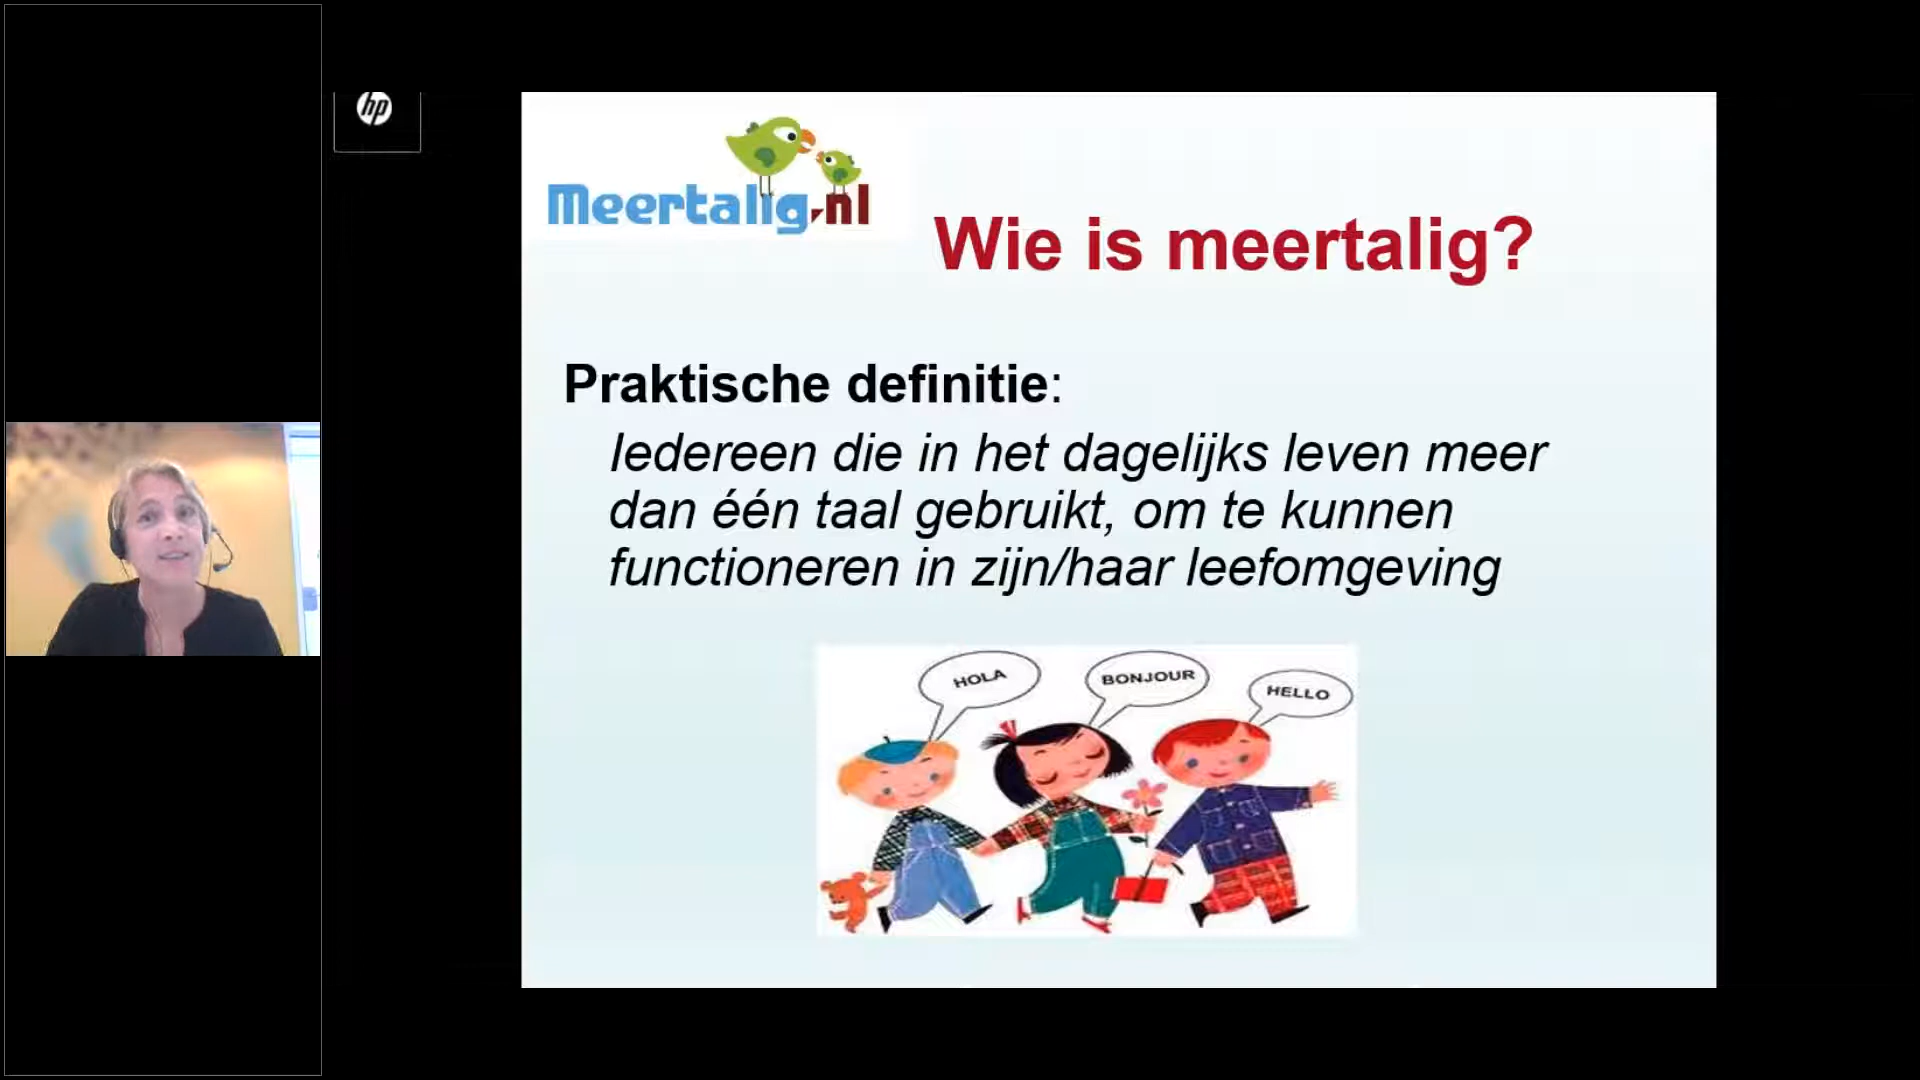 hp
Meertalig.nl
Wie is meertalig?
Praktische definitie:
Iedereen die in het dagelijks leven meer
dan één taal gebruikt, om te kunnen
functioneren in zijn/haar leefomgeving
HOLA
BONJOUR
HELLO